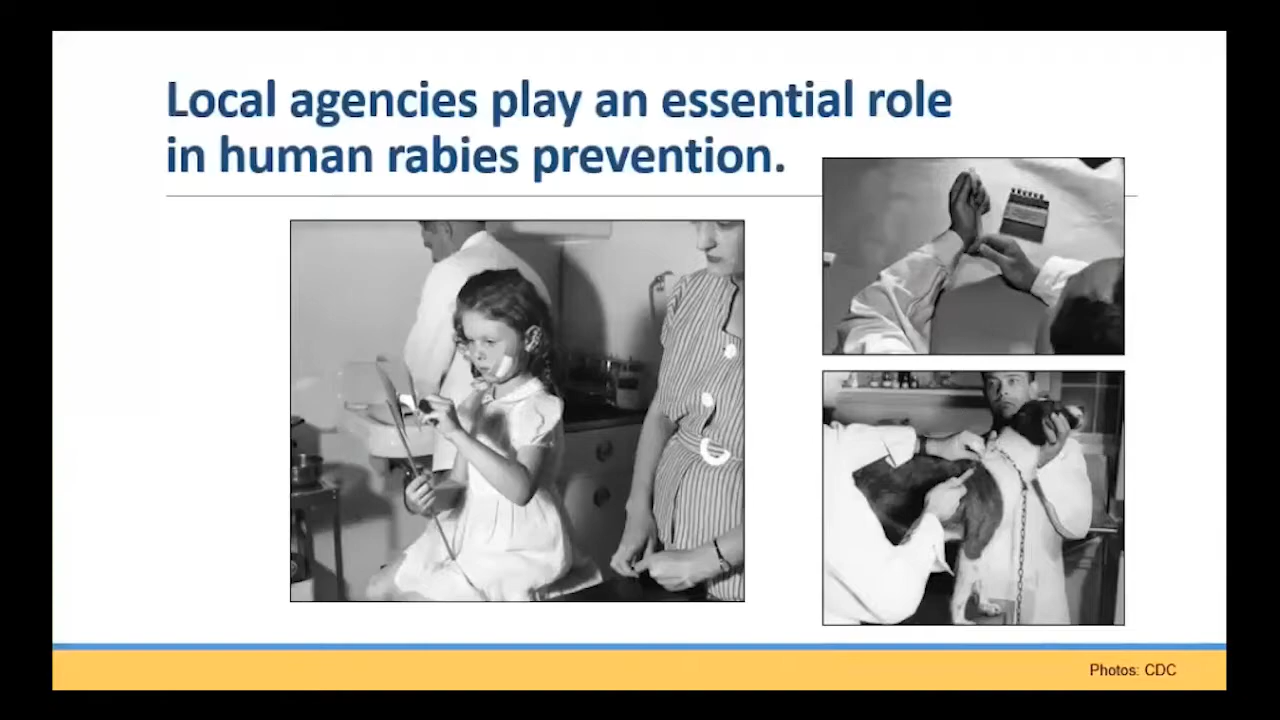 Local agencies play an essential role
in human rabies prevention.
Photos: CDC